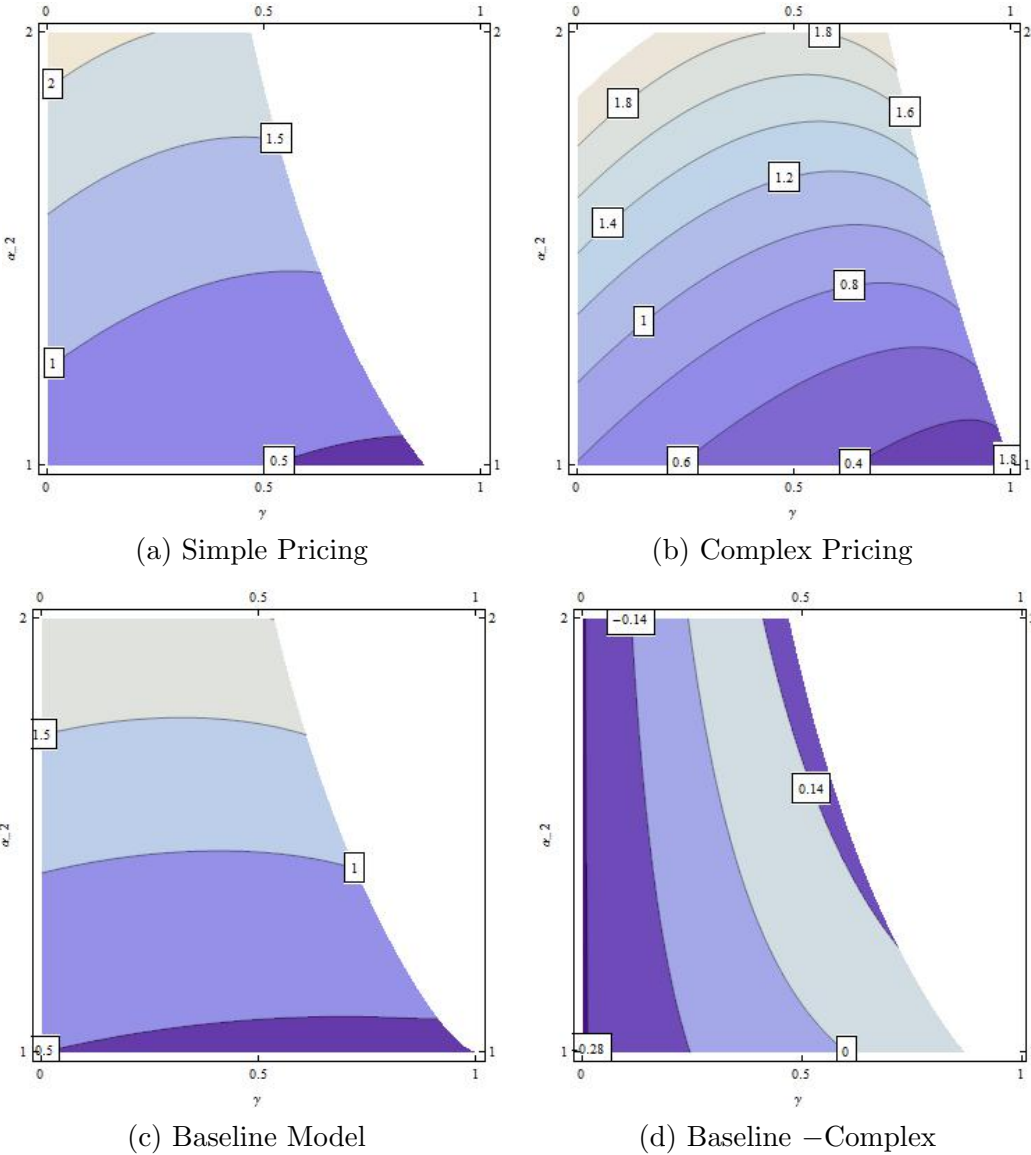 0 0.5 1
2 2
2
1.5
α_2
1
0.5
1 1
0 0.5 1
γ
(a) Simple Pricing
0 0.5 1
2 1.8 2
1.8
1.6
1.4
1.2
α_2
1
0.8
1 0.6 0.4 1.8 1
0 0.5 1
γ
(b) Complex Pricing
0 0.5 1
2 2
1.5
α_2
1
1 0.5 1
0 0.5 1
γ
(c) Baseline Model
0 0.5 1
2 −0.14 2
0.14
α_2
1 -0.28 0 1
0 0.5 1
γ
(d) Baseline −Complex